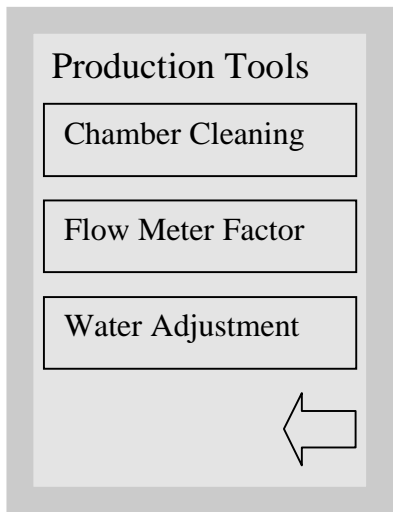 Production Tools
Chamber Cleaning
Flow Meter Factor
Water Adjustment